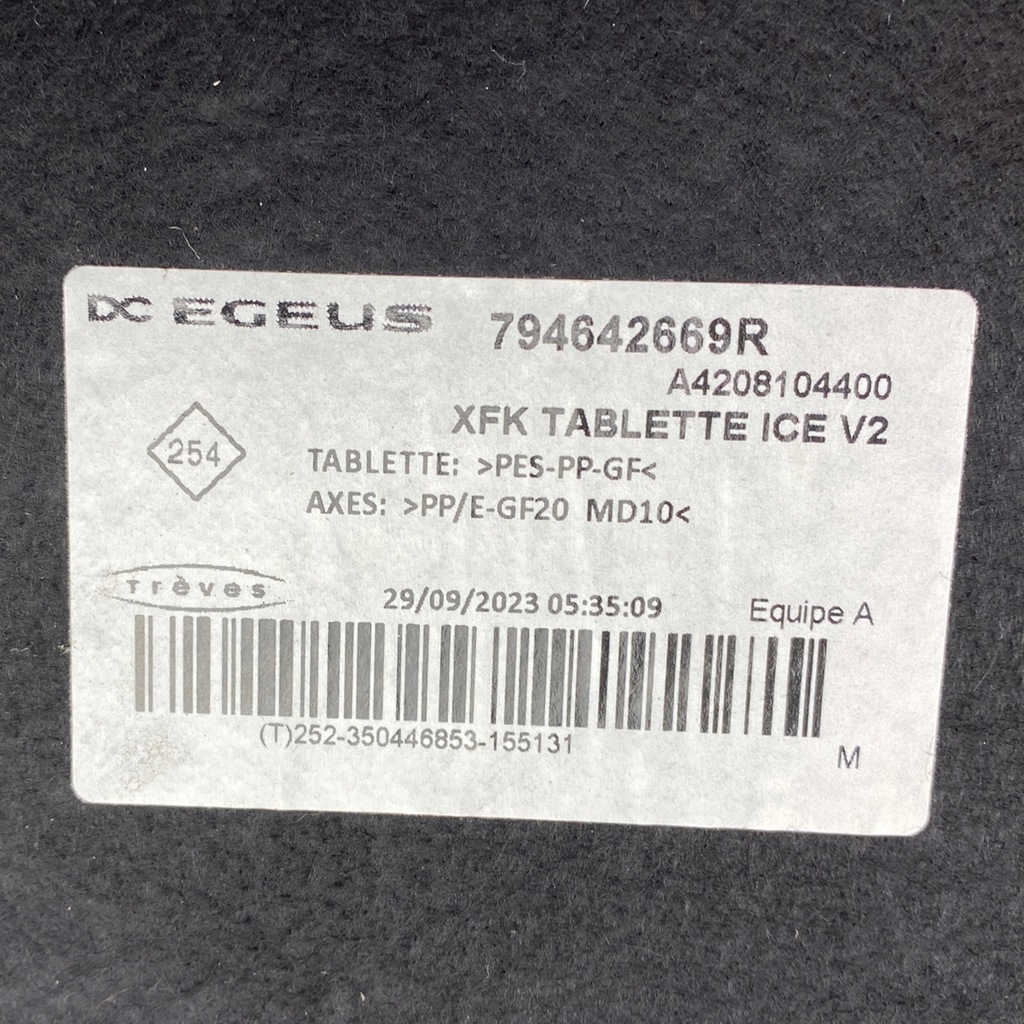 DC EGEUS
794642669R
A4208104400
XFK TABLETTE ICE V2
254
TABLETTE: >PES-PP-GF<
AXES: >PP/E-GF20 MD10<
Trèves
29/09/2023 05:35:09
Equipe A
(T)252-350446853-155131
M